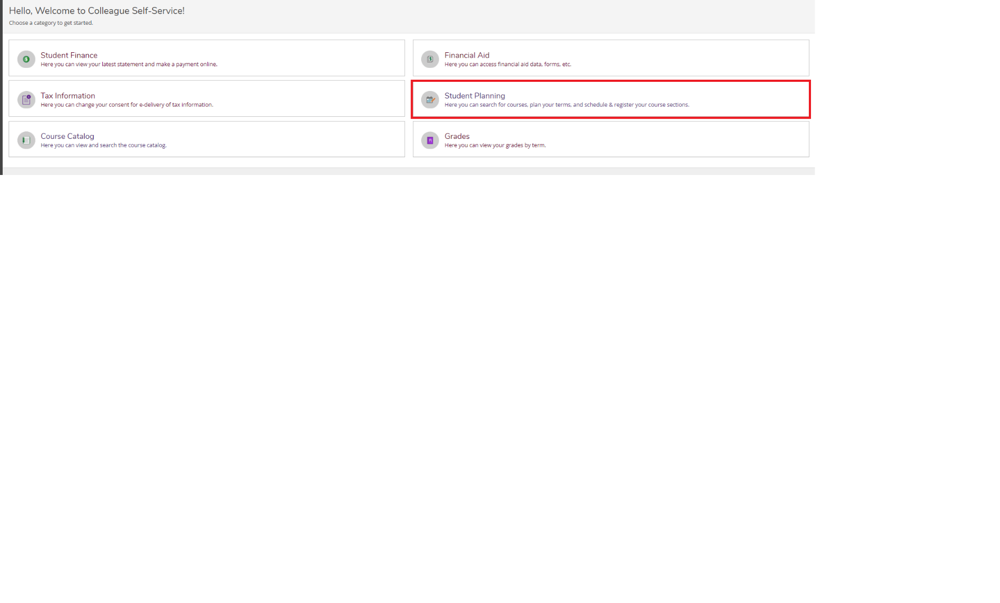 Hello, Welcome to Colleague Self-Service!
Choose a category to get started.
Student Finance
Here you can view your latest statement and make a payment online.
Financial Aid
Here you can access financial aid data, forms, etc.
Tax Information
Here you can change your consent for e-delivery of tax information.
Student Planning
Here you can search for courses, plan your terms, and schedule & register your course sections.
Course Catalog
Here you can view and search the course catalog.
Grades
Here you can view your grades by term.